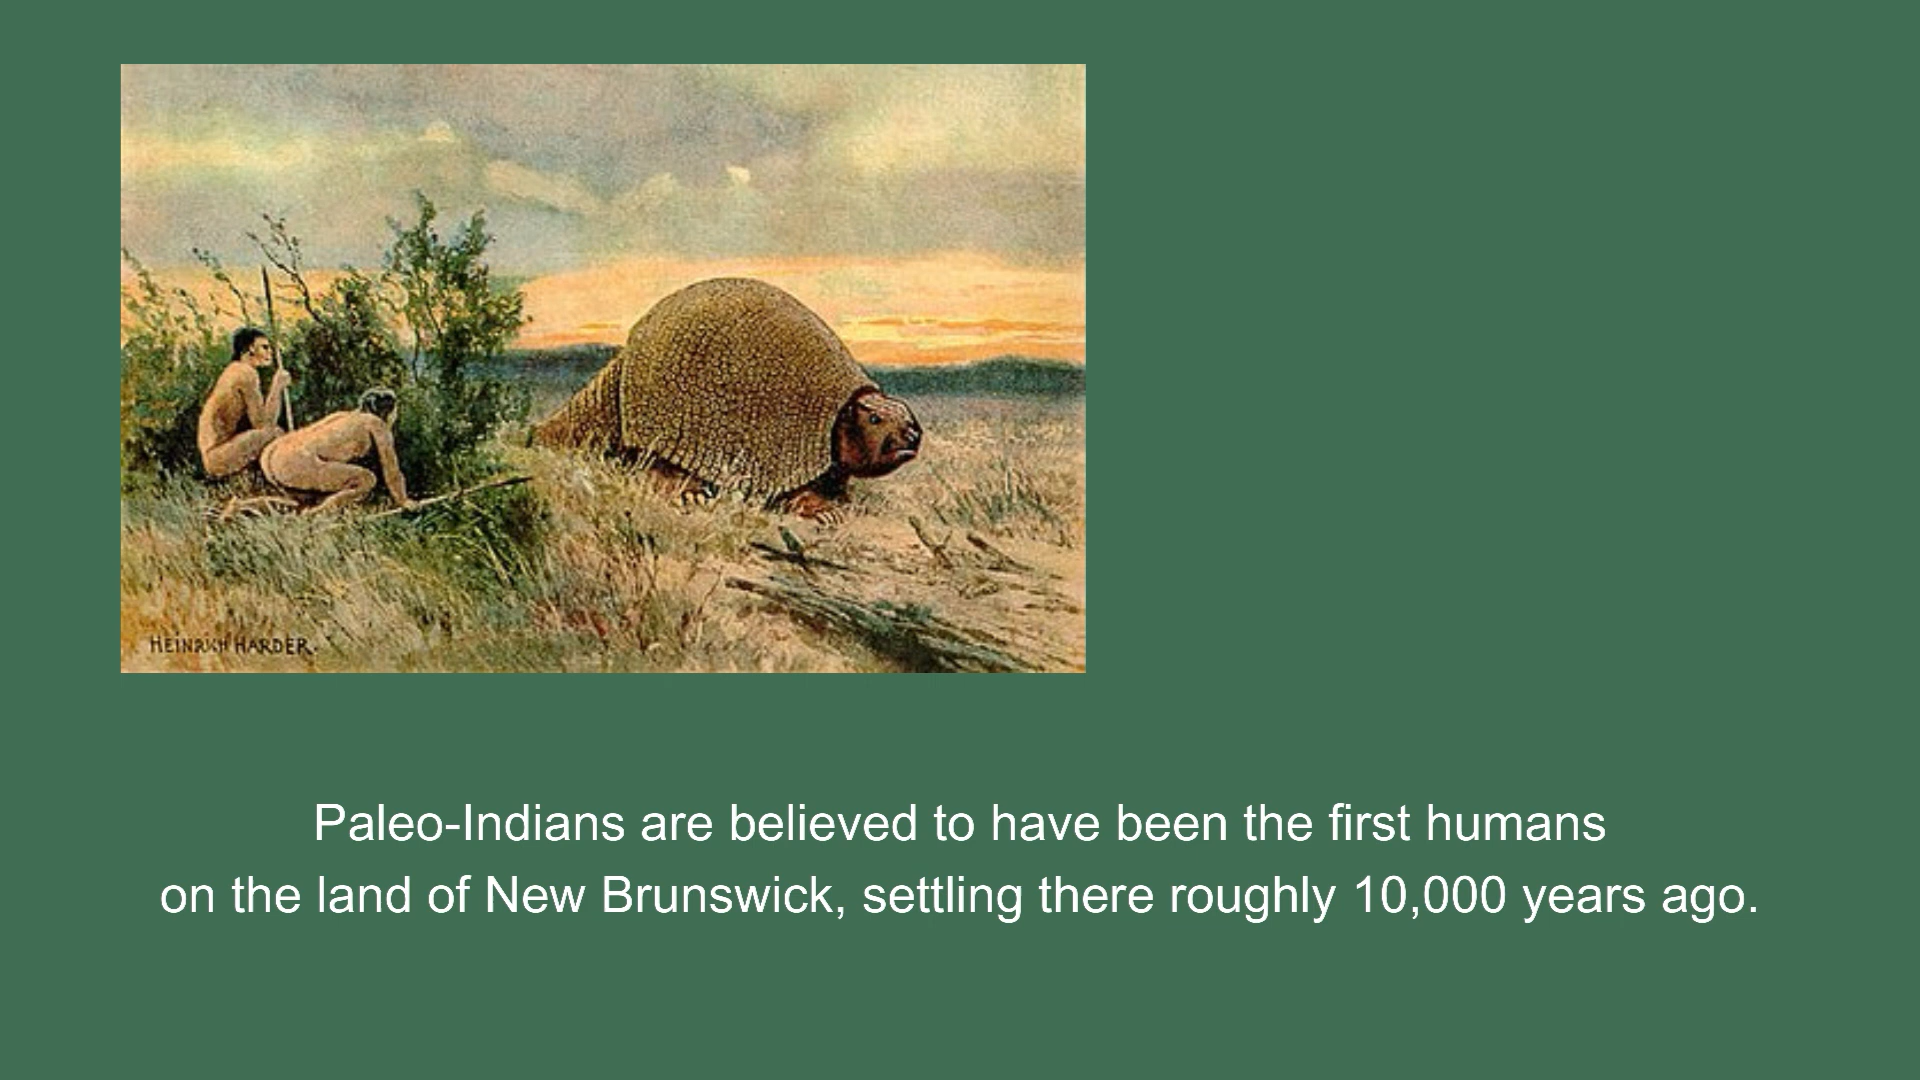 HEINRICH HARDER.
Paleo-Indians are believed to have been the first humans
on the land of New Brunswick, settling there roughly 10,000 years ago.